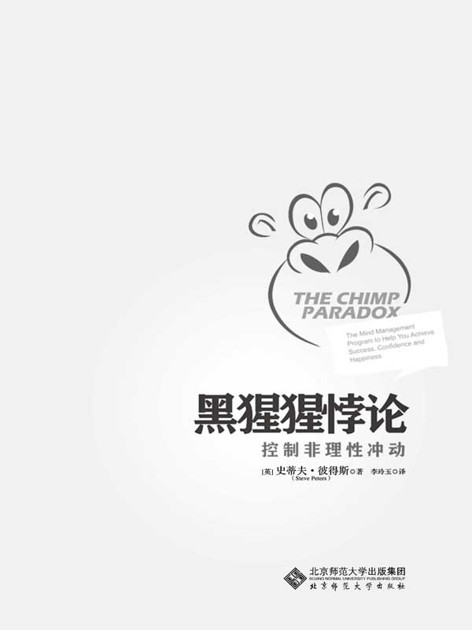 THE CHIMP
PARADOX
The Mind Management
Program to Help You Achieve
Success, Confidence and
Happiness
黑猩猩悖论
控制非理性冲动
[英] 史蒂夫·彼得斯 著 李玲玉 译
(Steve Peters)
北京师范大学出版集团
BEIJING NORMAL UNIVERSITY PUBLISHING GROUP
北京师范大学出版社